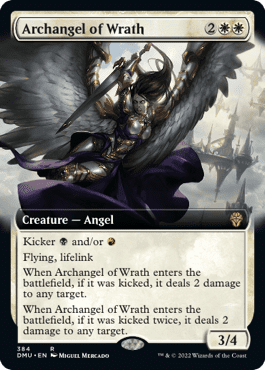 Archangel of Wrath 2
Creature — Angel
Kicker and/or
Flying, lifelink
When Archangel of Wrath enters the
battlefield, if it was kicked, it deals 2 damage
to any target.
When Archangel of Wrath enters the
battlefield, if it was kicked twice, it deals 2
damage to any target.
3/4
384 R
DMU • EN MIGUEL MERCADO
™ & © 2022 Wizards of the Coast